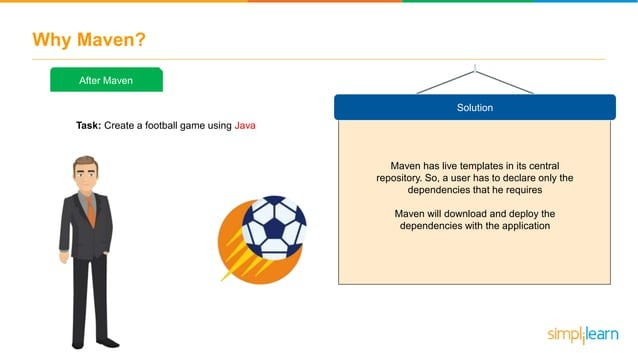 Why Maven?
After Maven
Task: Create a football game using Java
Solution
Maven has live templates in its central
repository. So, a user has to declare only the
dependencies that he requires
Maven will download and deploy the
dependencies with the application
simplilearn